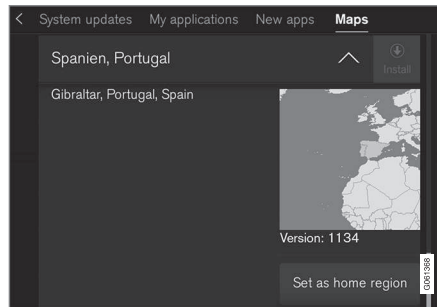 System updates My applications New apps Maps
Spanien, Portugal
Install
Gibraltar, Portugal, Spain
Version: 1134
Set as home region
G061368